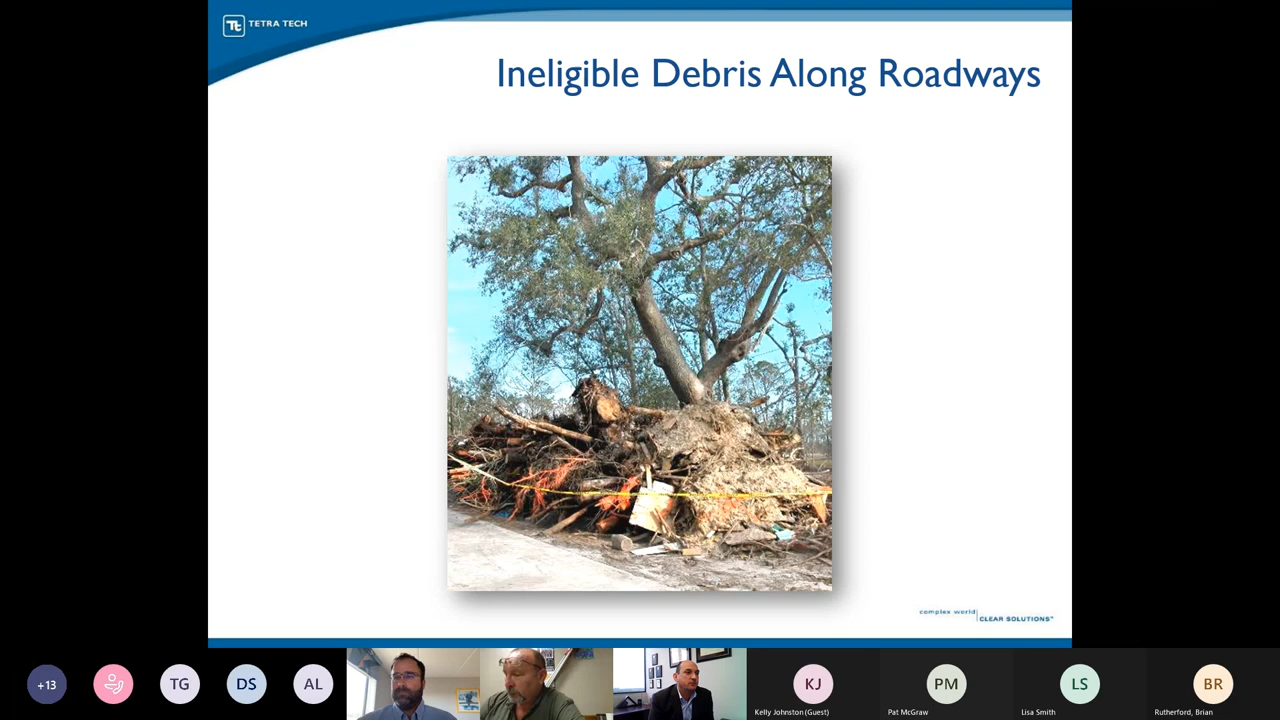 TETRA TECH
Ineligible Debris Along Roadways
complex world
CLEAR SOLUTIONS™
+13
TG
DS
AL
KJ
Kelly Johnston (Guest)
PM
Pat McGraw
LS
Lisa Smith
BR
Rutherford, Brian